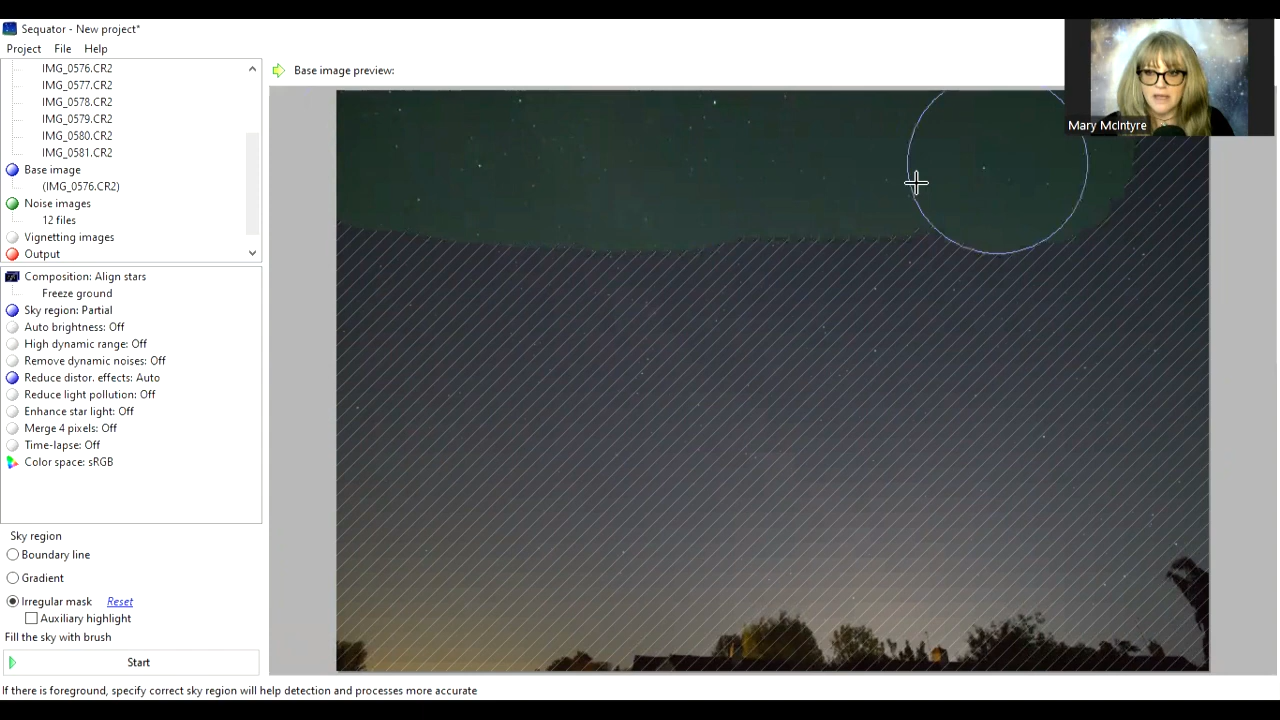 Sequator - New project*
Project File Help
IMG_0576.CR2
IMG_0577.CR2
IMG_0578.CR2
IMG_0579.CR2
IMG_0580.CR2
IMG_0581.CR2
Base image
(IMG_0576.CR2)
Noise images
12 files
Vignetting images
Output
Composition: Align stars
Freeze ground
Sky region: Partial
Auto brightness: Off
High dynamic range: Off
Remove dynamic noises: Off
Reduce distor. effects: Auto
Reduce light pollution: Off
Enhance star light: Off
Merge 4 pixels: Off
Time-lapse: Off
Color space: sRGB
Sky region
Boundary line
Gradient
Irregular mask Reset
Auxiliary highlight
Fill the sky with brush
Start
If there is foreground, specify correct sky region will help detection and processes more accurate
Base image preview:
Mary McIntyre